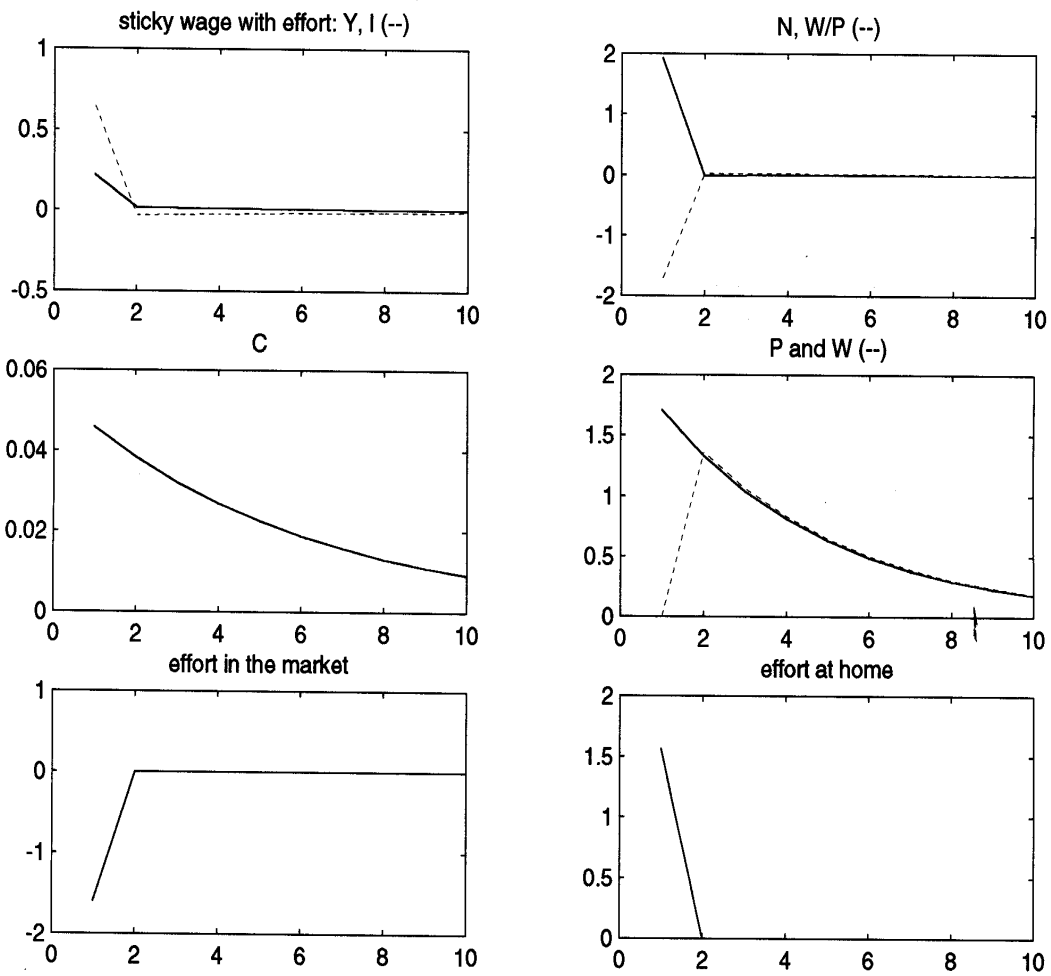 sticky wage with effort: Y, I (--)
1
0.5
0
-0.5
0 2 4 6 8 10
N, W/P (--)
2
1
0
-1
-2
0 2 4 6 8 10
C
0.06
0.04
0.02
0
0 2 4 6 8 10
P and W (--)
2
1.5
1
0.5
0
0 2 4 6 8 10
effort in the market
1
0
-1
-2
0 2 4 6 8 10
effort at home
2
1.5
1
0.5
0
0 2 4 6 8 10